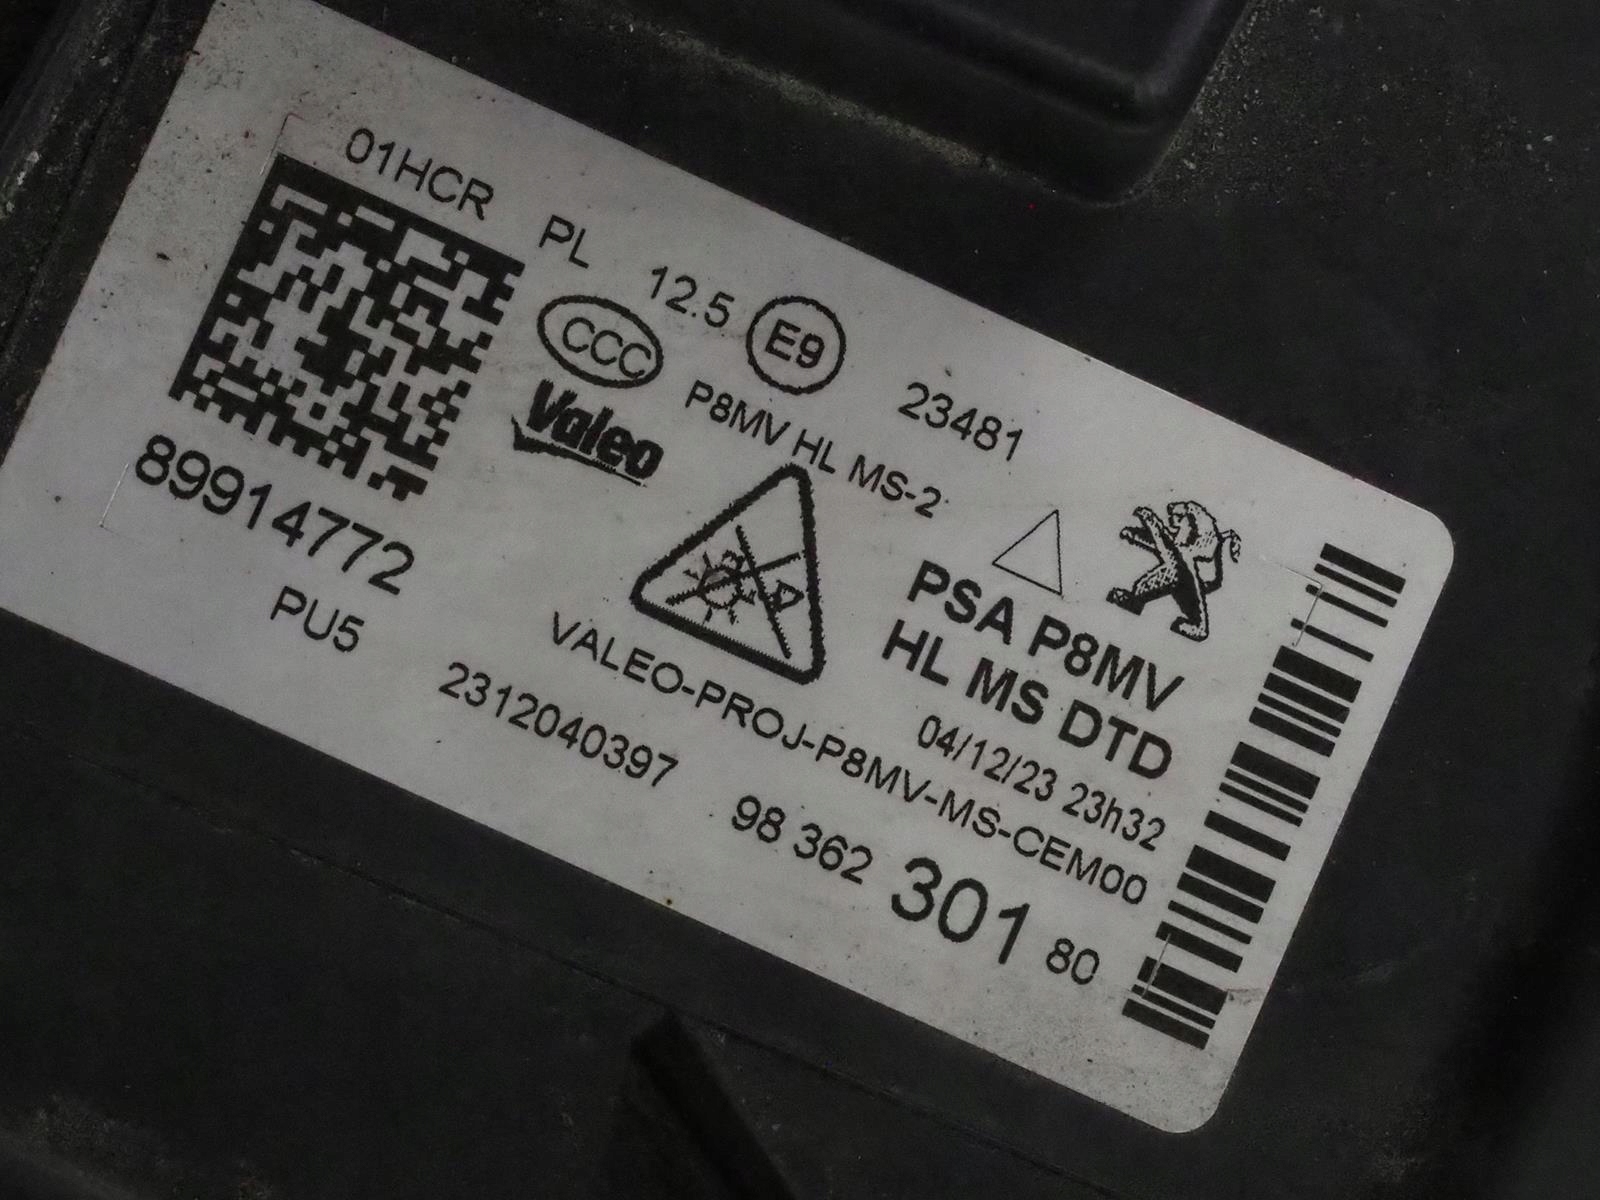 01HCR PL 12.5 E9 23481
CCC P8MV HL MS-2
Valeo
89914772
PSA P8MV
HL MS DTD
PU5
04/12/23 23h32
VALEO-PROJ-P8MV-MS-CEM00
2312040397
98 362 301 80